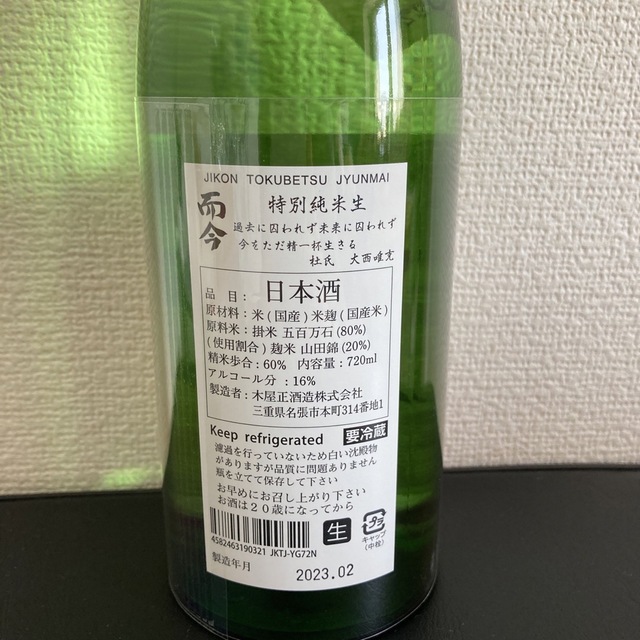 JIKON TOKUBETSU JYUNMAI
而今
特別純米生
過去に囚われず未来に囚われず
今をただ精一杯生きる
杜氏 大西唯克
品 目： 日本酒
原材料：米(国産)米麹(国産米)
原料米：掛米 五百万石(80%)
(使用割合)麹米 山田錦(20%)
精米歩合：60% 内容量：720ml
アルコール分 ：16%
製造者：木屋正酒造株式会社
三重県名張市本町314番地1
Keep refrigerated 要冷蔵
濾過を行っていないため白い沈殿物
がありますが品質に問題ありません
瓶を立てて保存して下さい
お早めにお召し上がり下さい
お酒は20歳になってから
4582463190321 JKTJ-YG72N
生
プラ
キャップ
(中栓)
製造年月
2023.02